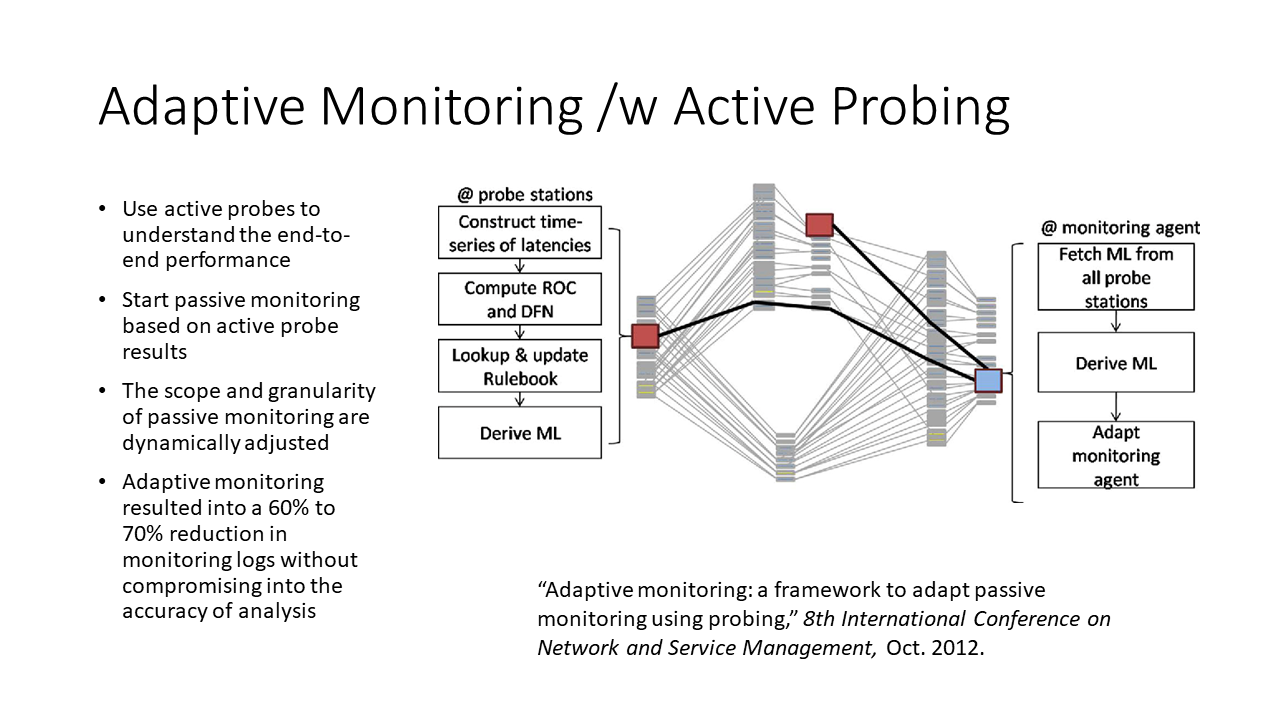 Adaptive Monitoring /w Active Probing
• Use active probes to
understand the end-to-
end performance
• Start passive monitoring
based on active probe
results
• The scope and granularity
of passive monitoring are
dynamically adjusted
• Adaptive monitoring
resulted into a 60% to
70% reduction in
monitoring logs without
compromising into the
accuracy of analysis
@ probe stations
Construct time-
series of latencies
Compute ROC
and DFN
Lookup & update
Rulebook
Derive ML
@ monitoring agent
Fetch ML from
all probe
stations
Derive ML
Adapt
monitoring
agent
“Adaptive monitoring: a framework to adapt passive
monitoring using probing,” 8th International Conference on
Network and Service Management, Oct. 2012.